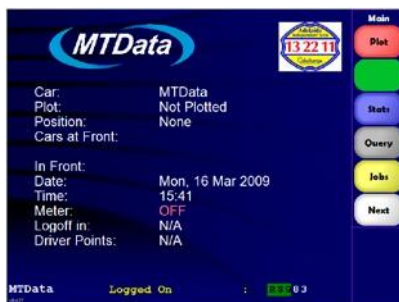 Main
MTData
Adelaide
13 22 11
Plot
Car: MTData
Plot: Not Plotted
Position: None
Cars at Front:
Stats
Query
In Front:
Date: Mon, 16 Mar 2009
Time: 15:41
Meter: OFF
Logoff in: N/A
Driver Points: N/A
Jobs
Next
MTData Logged On :